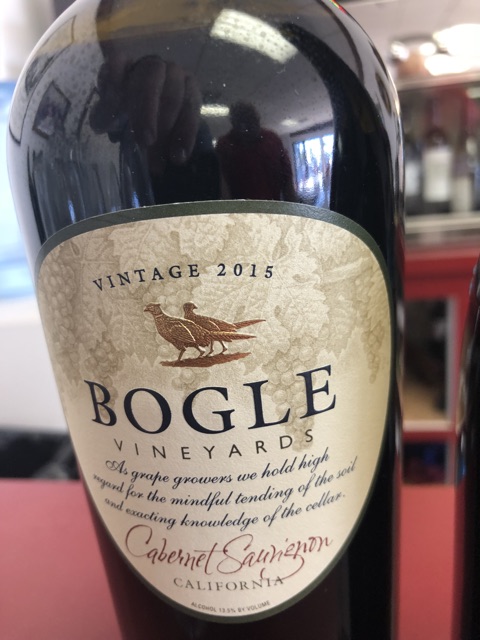 VINTAGE 2015
BOGLE
VINEYARDS
As grape growers we hold high
regard for the mindful tending of the soil
and exacting knowledge of the cellar.
Cabernet Sauvignon
CALIFORNIA
ALCOHOL 13.5% BY VOLUME